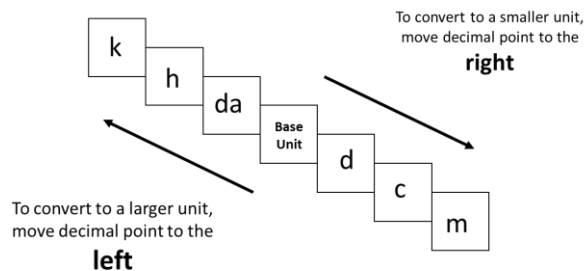 To convert to a smaller unit,
move decimal point to the
right
k
h
da
Base
Unit
d
c
m
To convert to a larger unit,
move decimal point to the
left